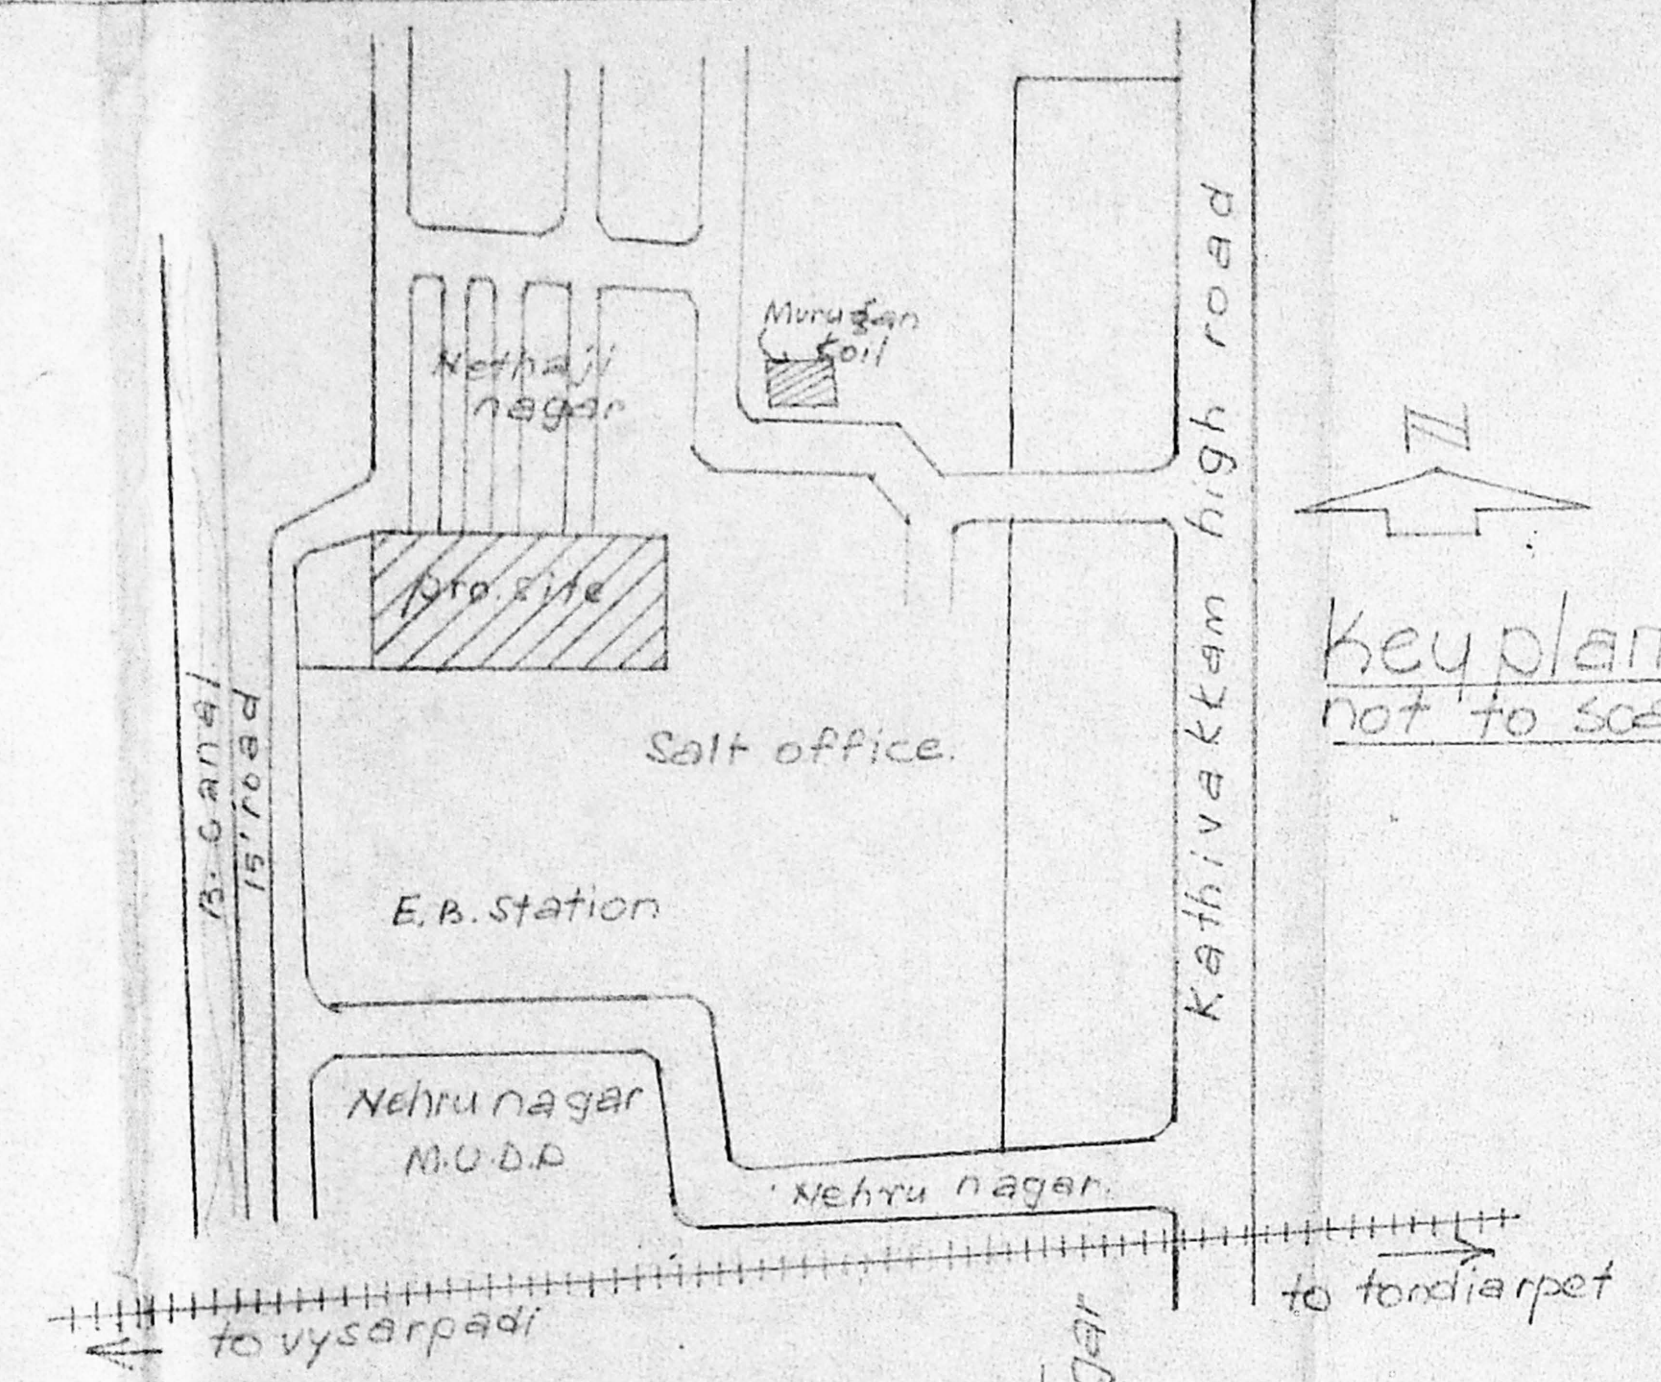 Murugan
koil
Nethaji
nagar
Kathivakkam high road
N
pro. site
Key plan
not to sca
B. Canal
15' road
Salt office.
E.B. Station
Nehru nagar
M.U.D.D
Nehru nagar.
to tondiarpet
to vysarpadi
gar